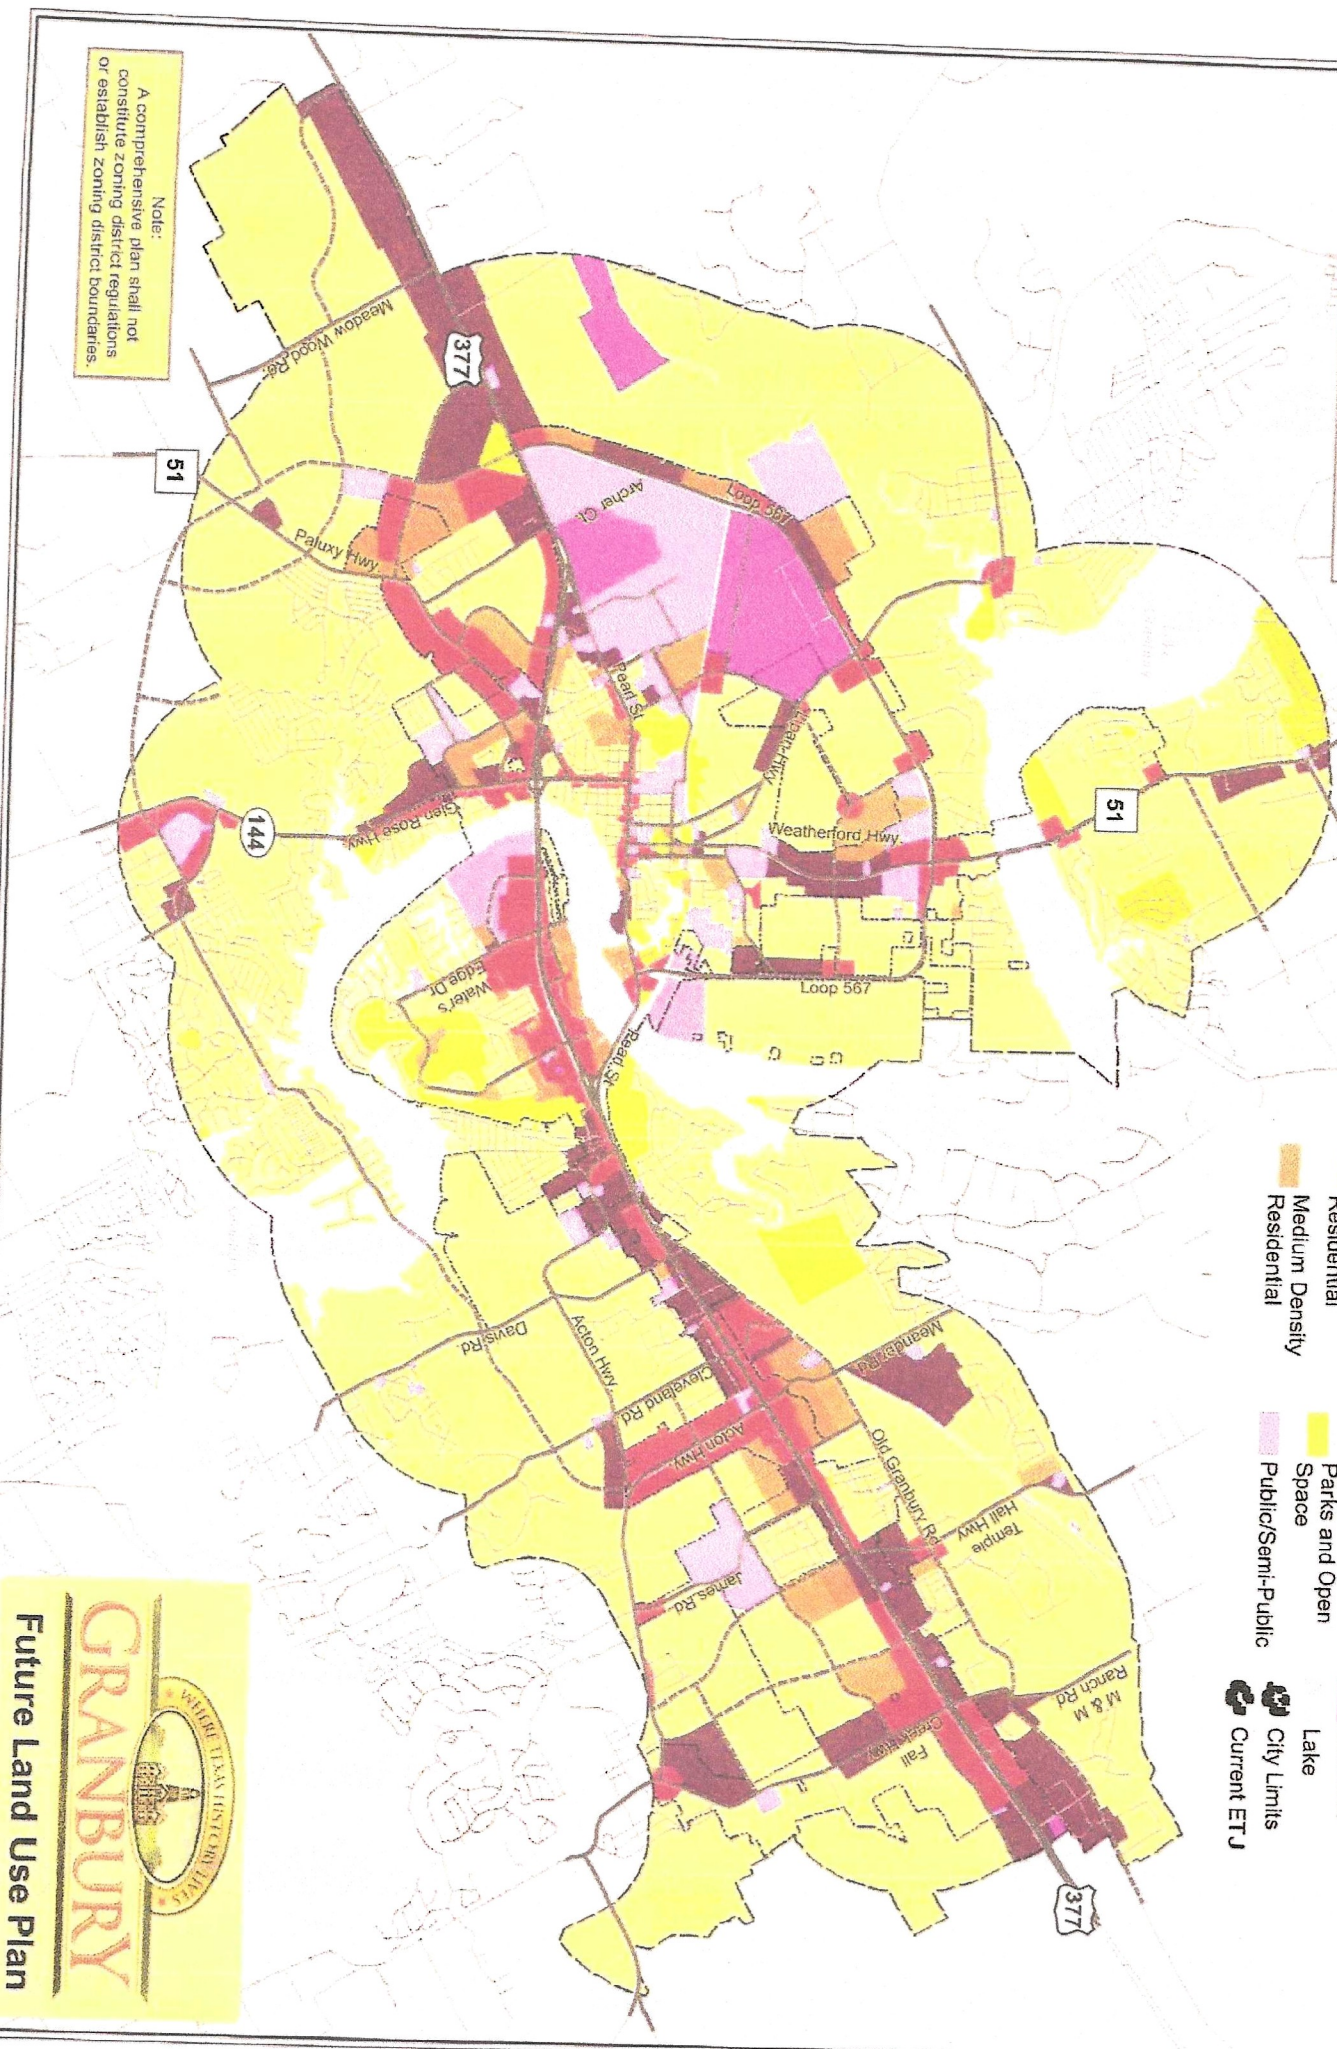 Residential
Medium Density
Residential
Parks and Open
Space
Public/Semi-Public
Lake
City Limits
Current ETJ
51
377
M & M
Ranch Rd
Temple
Hall Hwy
Old Granbury Rd
Meander Rd
Fall
Creek Hwy
James Rd.
Acton Hwy
Cleveland Rd
Acton Hwy.
Davis Rd
Loop 567
Weatherford Hwy.
Lipan Hwy
Loop 567
Pearl St
Pearl St
Archer Ct.
Water's
Edge Dr
Glen Rose Hwy
144
Paluxy Hwy
51
377
Meadow Wood Rd.
Note:
A comprehensive plan shall not
constitute zoning district regulations
or establish zoning district boundaries.
WHERE TEXAS HISTORY LIVES
GRANBURY
Future Land Use Plan